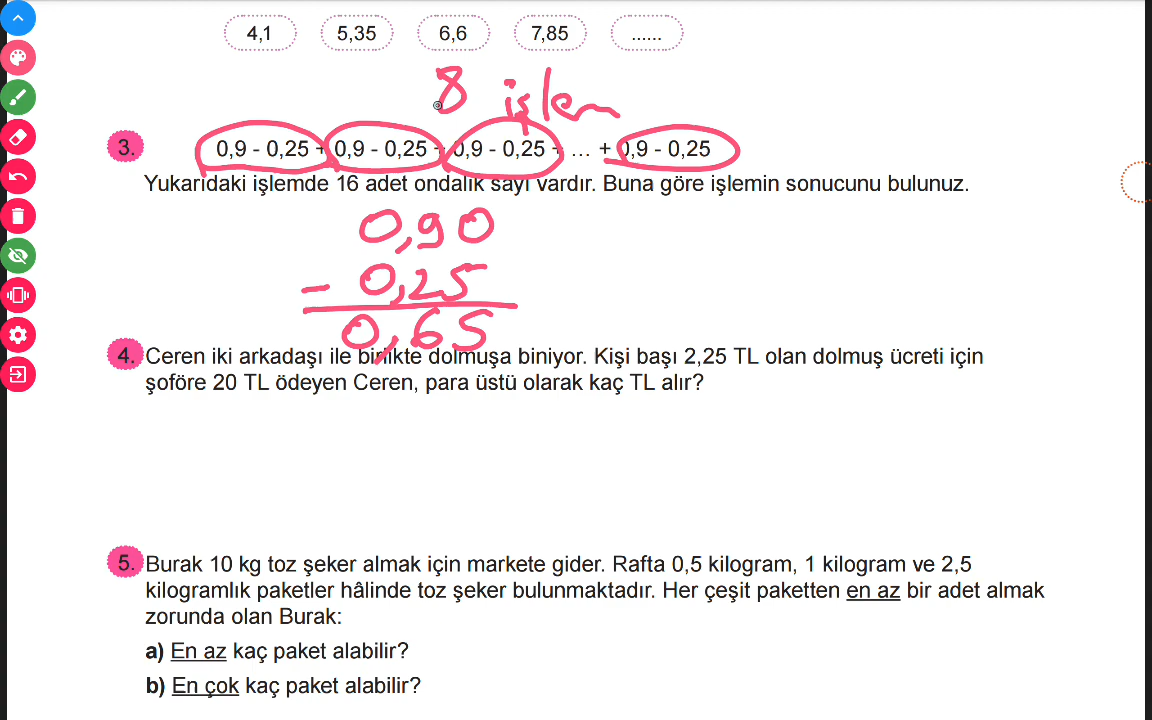 4,1 5,35 6,6 7,85 ......
8 işlem
3. 0,9 - 0,25 + 0,9 - 0,25 + 0,9 - 0,25 + ... + 0,9 - 0,25
Yukarıdaki işlemde 16 adet ondalık sayı vardır. Buna göre işlemin sonucunu bulunuz.
0,90
- 0,25
0,65
4. Ceren iki arkadaşı ile birlikte dolmuşa biniyor. Kişi başı 2,25 TL olan dolmuş ücreti için
şoföre 20 TL ödeyen Ceren, para üstü olarak kaç TL alır?
5. Burak 10 kg toz şeker almak için markete gider. Rafta 0,5 kilogram, 1 kilogram ve 2,5
kilogramlık paketler hâlinde toz şeker bulunmaktadır. Her çeşit paketten en az bir adet almak
zorunda olan Burak:
a) En az kaç paket alabilir?
b) En çok kaç paket alabilir?